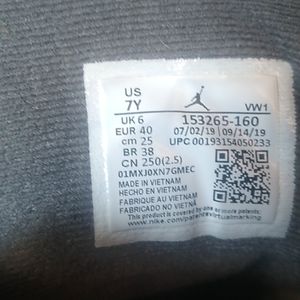 US
7Y
VW1
UK 6
153265-160
EUR 40
07/02/19 09/14/19
cm 25
UPC 00193154050233
BR 38
CN 250(2.5)
01MXJ0XN7GMEC
MADE IN VIETNAM
HECHO EN VIETNAM
FABRIQUE AU VIETNAM
FABRICADO NO VIETNAM
This product is covered by one or more patents.
www.nike.com/patentsvirtualmarking